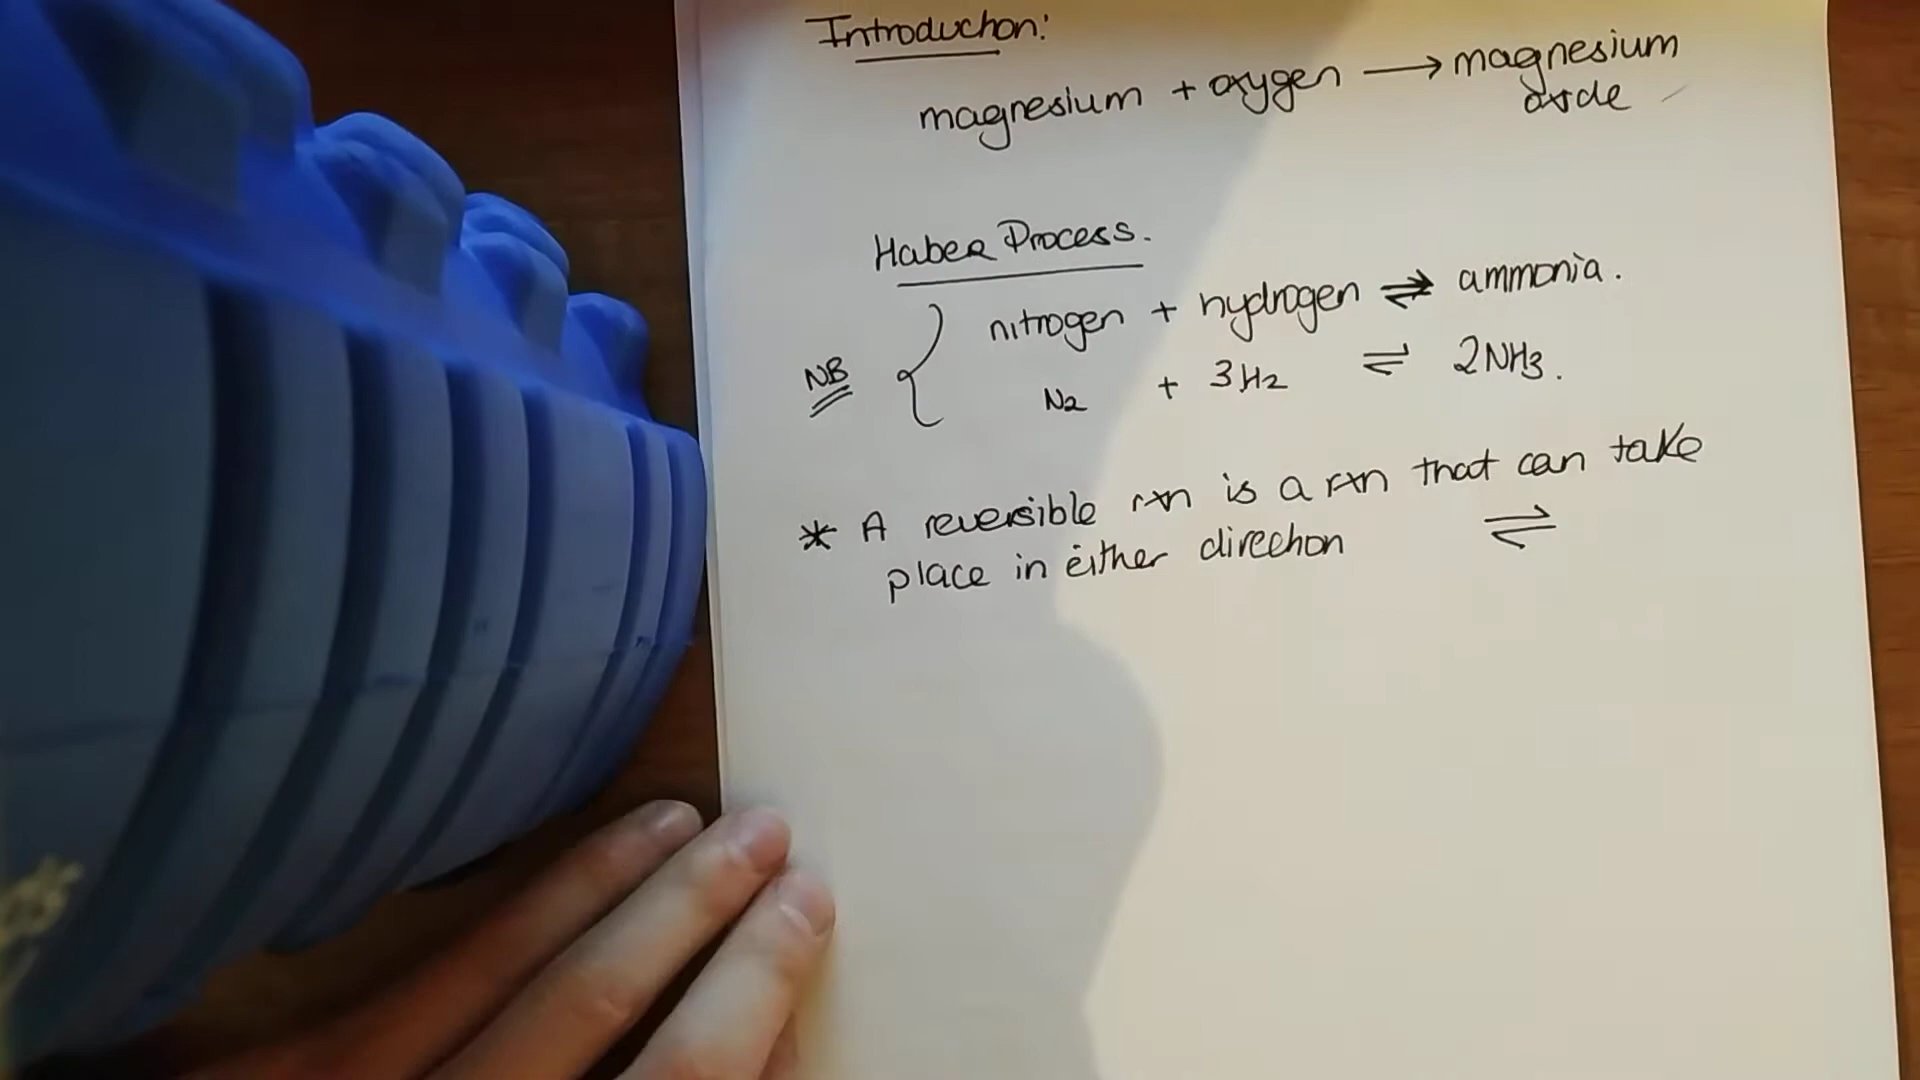 Introduction:
magnesium + oxygen → magnesium
oxide
Haber Process.
nitrogen + hydrogen ⇌ ammonia.
NB
N2 + 3H2 ⇌ 2NH3.
* A reversible rxn is a rxn that can take
place in either direction ⇌